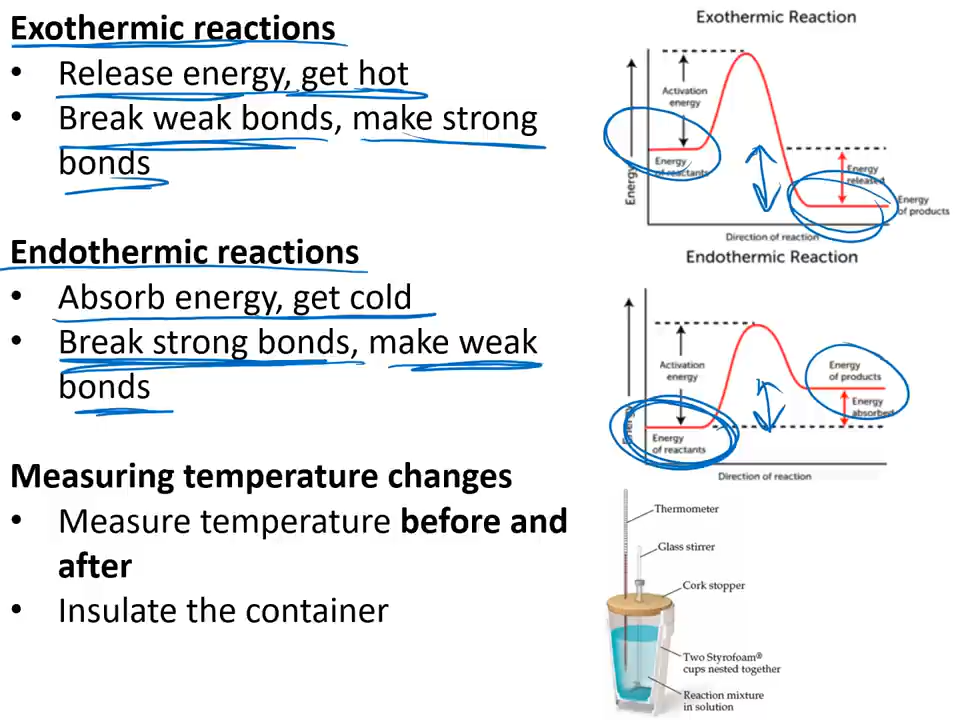 Exothermic reactions
• Release energy, get hot
• Break weak bonds, make strong
bonds
Endothermic reactions
• Absorb energy, get cold
• Break strong bonds, make weak
bonds
Measuring temperature changes
• Measure temperature before and
after
• Insulate the container
Exothermic Reaction
Energy
Activation
energy
Energy
of reactants
Energy
released
Energy
of products
Direction of reaction
Endothermic Reaction
Energy
Activation
energy
Energy
of reactants
Energy
of products
Energy
absorbed
Direction of reaction
Thermometer
Glass stirrer
Cork stopper
Two Styrofoam®
cups nested together
Reaction mixture
in solution